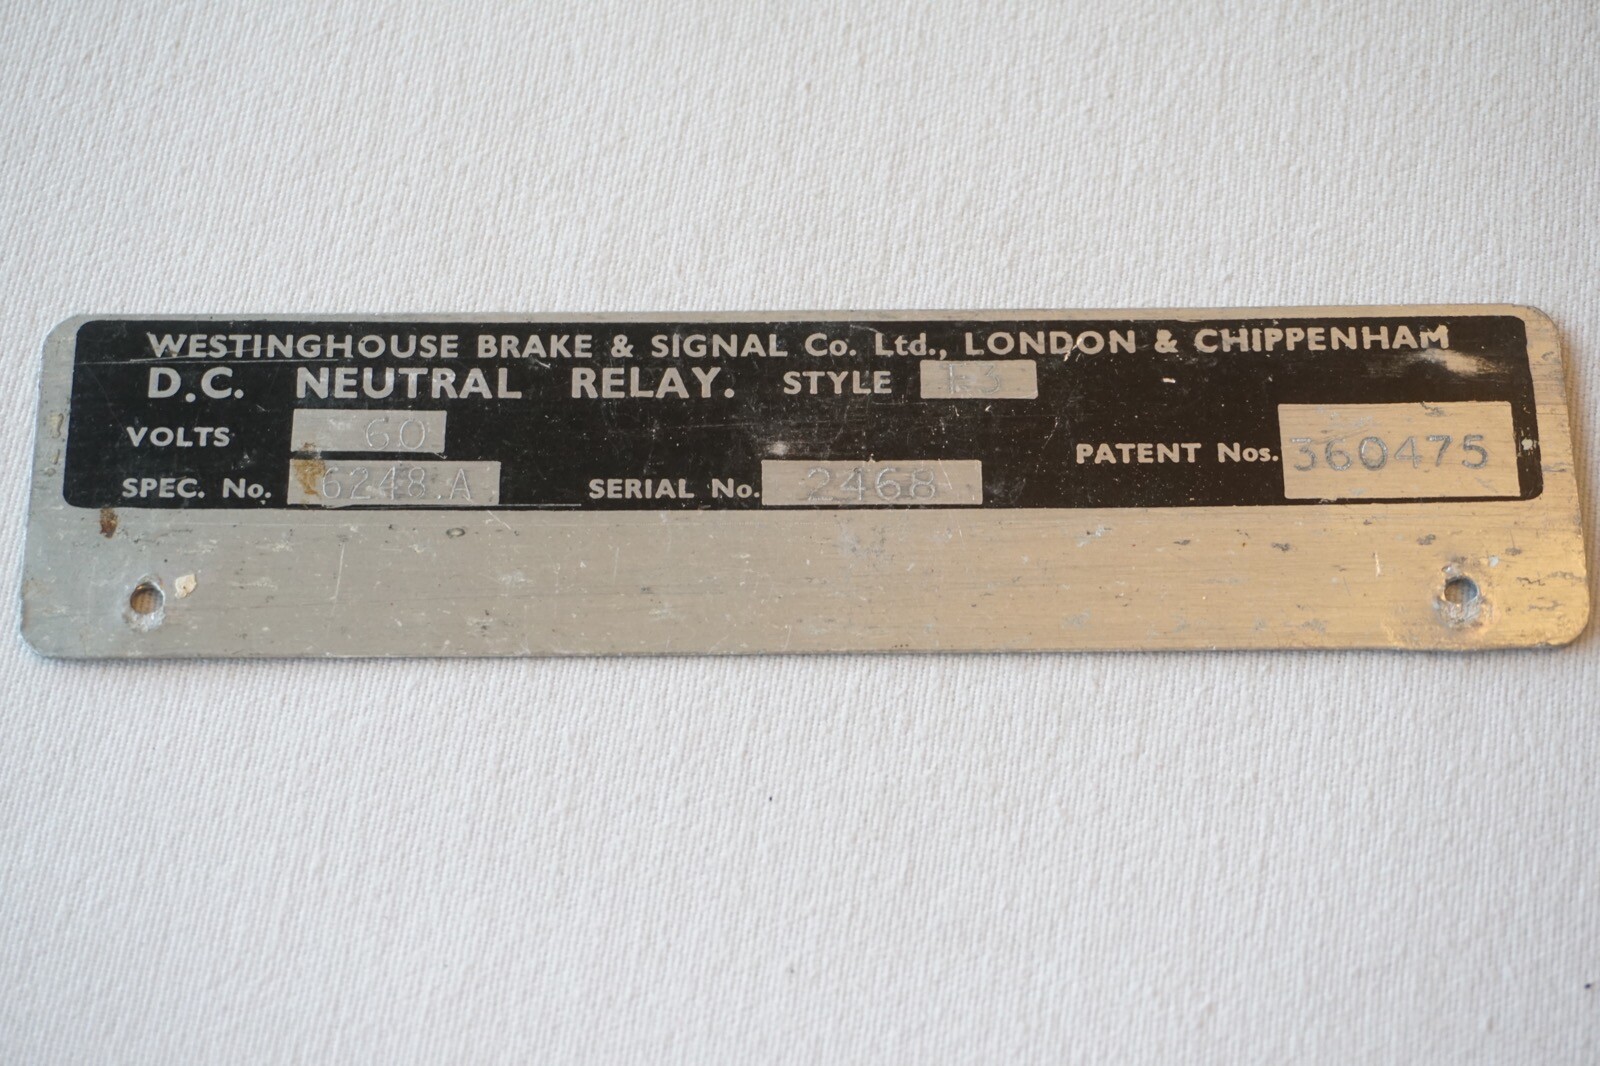 WESTINGHOUSE BRAKE & SIGNAL Co. Ltd., LONDON & CHIPPENHAM
D.C. NEUTRAL RELAY. STYLE
VOLTS 60
PATENT Nos. 360475
SPEC. No. 6248.A SERIAL No. 2468